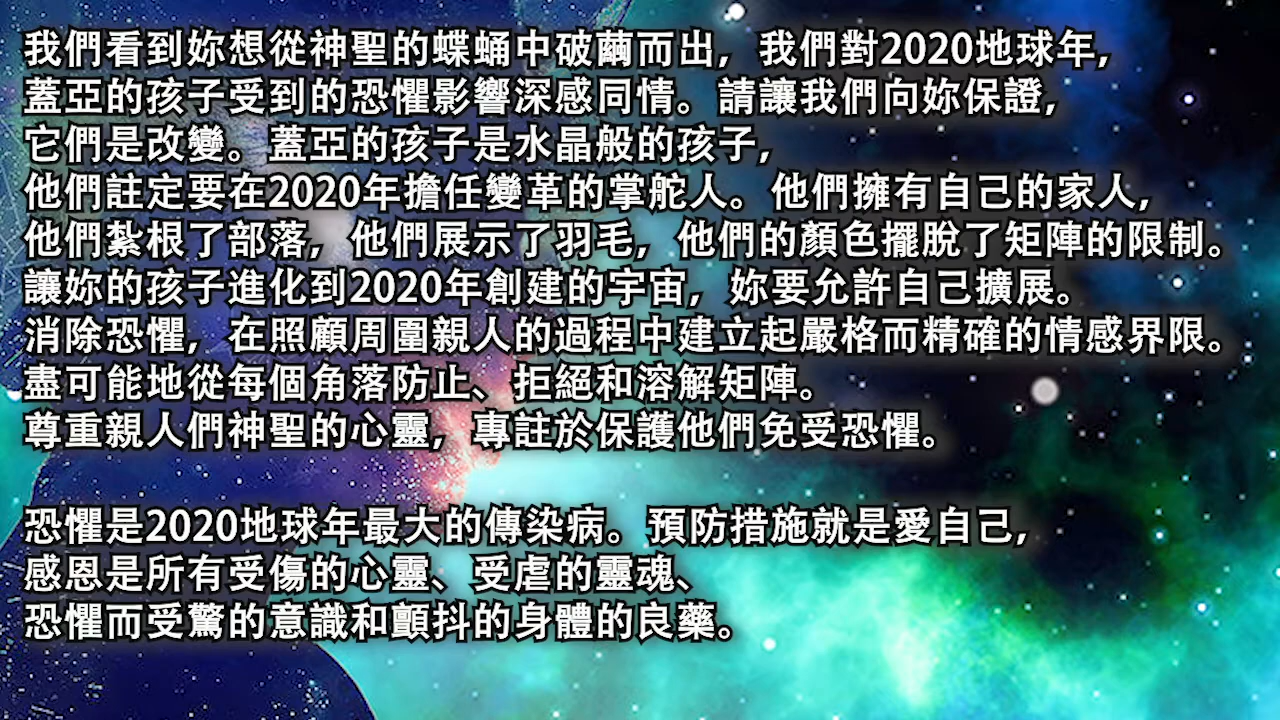 我們看到妳想從神聖的蝶蛹中破繭而出，我們對2020地球年，
蓋亞的孩子受到的恐懼影響深感同情。請讓我們向妳保證，
它們是改變。蓋亞的孩子是水晶般的孩子，
他們註定要在2020年擔任變革的掌舵人。他們擁有自己的家人，
他們紮根了部落，他們展示了羽毛，他們的顏色擺脫了矩陣的限制。
讓妳的孩子進化到2020年創建的宇宙，妳要允許自己擴展。
消除恐懼，在照顧周圍親人的過程中建立起嚴格而精確的情感界限。
盡可能地從每個角落防止、拒絕和溶解矩陣。
尊重親人們神聖的心靈，專註於保護他們免受恐懼。
恐懼是2020地球年最大的傳染病。預防措施就是愛自己，
感恩是所有受傷的心靈、受虐的靈魂、
恐懼而受驚的意識和顫抖的身體的良藥。